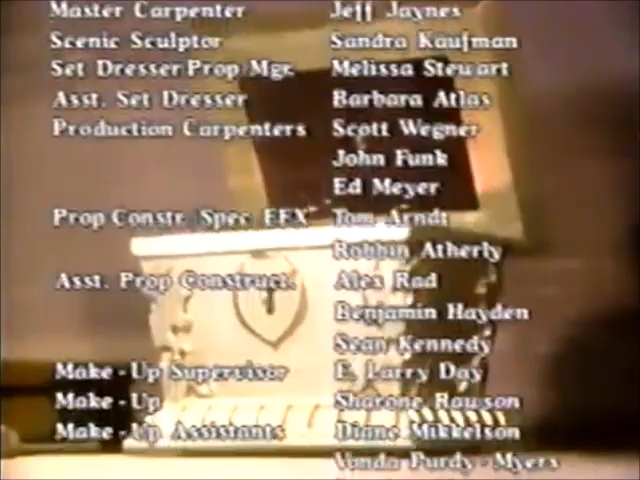 Master Carpenter Jeff Jaynes
Scenic Sculptor Sandra Kaufman
Set Dresser/Prop Mgr. Melissa Stewart
Asst. Set Dresser Barbara Atlas
Production Carpenters Scott Wegner
John Funk
Ed Meyer
Prop Constr. Spec. EFX Tom Arndt
Robbin Atherly
Asst. Prop Construct. Alex Rad
Benjamin Hayden
Sean Kennedy
Make-Up Supervisor E. Larry Day
Make-Up Sharone Rawson
Make-Up Assistants Diane Mikkelson
Vonda Purdy-Myers